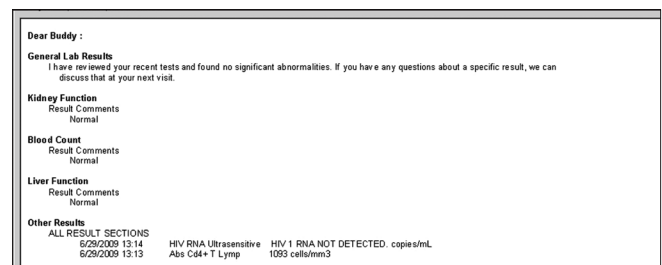 Dear Buddy :
General Lab Results
I have reviewed your recent tests and found no significant abnormalities. If you have any questions about a specific result, we can
discuss that at your next visit.
Kidney Function
Result Comments
Normal
Blood Count
Result Comments
Normal
Liver Function
Result Comments
Normal
Other Results
ALL RESULT SECTIONS
6/29/2009 13:14 HIV RNA Ultrasensitive HIV 1 RNA NOT DETECTED. copies/mL
6/29/2009 13:13 Abs Cd4+ T Lymp 1093 cells/mm3